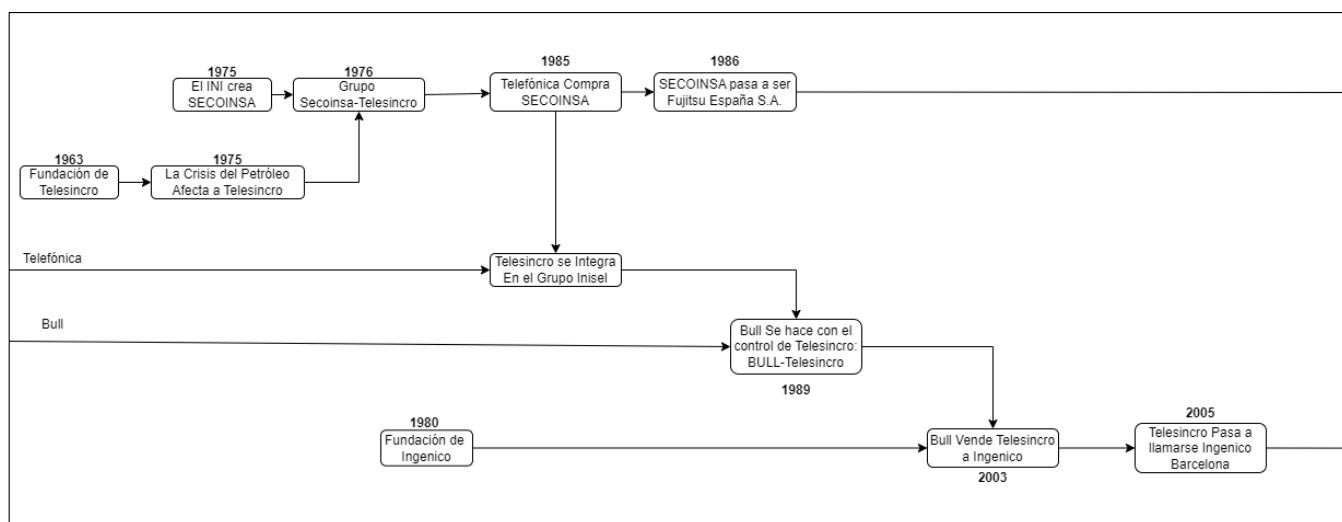 1975
El INI crea
SECOINSA
1976
Grupo
Secoinsa-Telesincro
1985
Telefónica Compra
SECOINSA
1986
SECOINSA pasa a ser
Fujitsu España S.A.
1963
Fundación de
Telesincro
1975
La Crisis del Petróleo
Afecta a Telesincro
Telefónica
Telesincro se Integra
En el Grupo Inisel
Bull
Bull Se hace con el
control de Telesincro:
BULL-Telesincro
1989
1980
Fundación de
Ingenico
Bull Vende Telesincro
a Ingenico
2003
2005
Telesincro Pasa a
llamarse Ingenico
Barcelona